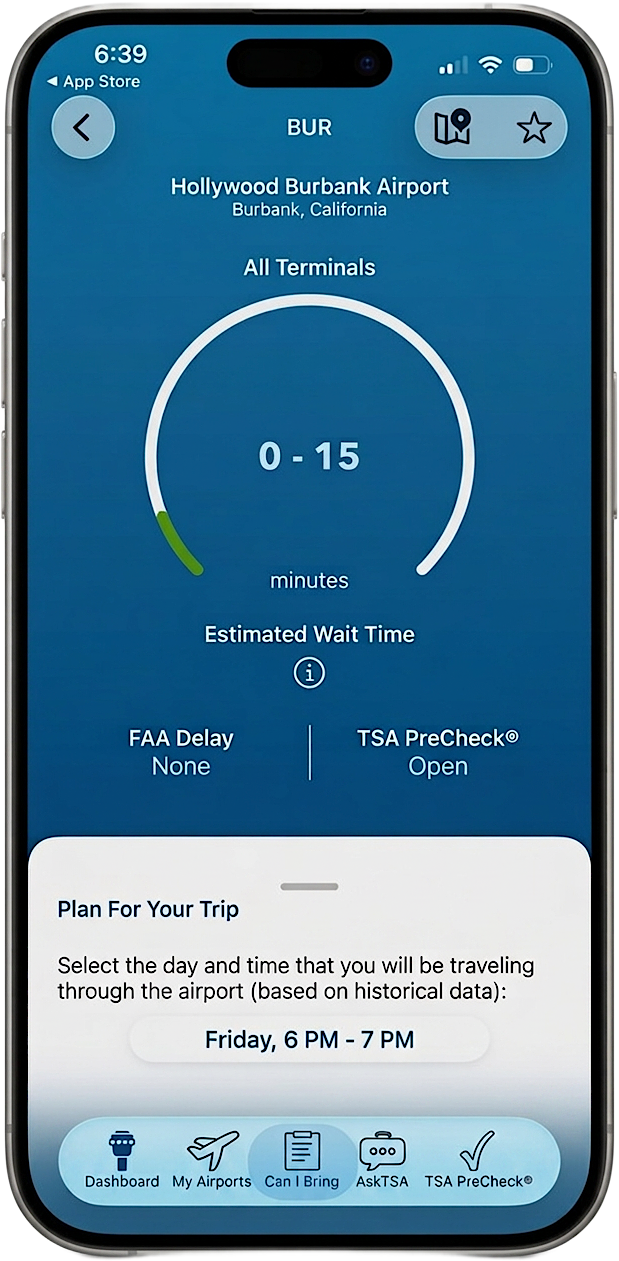 6:39
◀ App Store
BUR
Hollywood Burbank Airport
Burbank, California
All Terminals
0 - 15
minutes
Estimated Wait Time
i
FAA Delay
None
TSA PreCheck®
Open
Plan For Your Trip
Select the day and time that you will be traveling
through the airport (based on historical data):
Friday, 6 PM - 7 PM
Dashboard
My Airports
Can I Bring
AskTSA
TSA PreCheck®